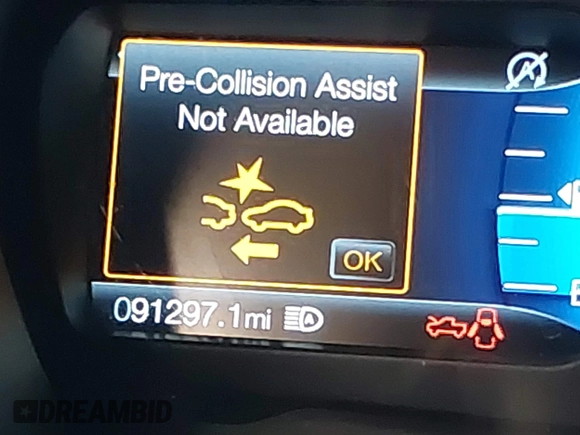 Pre-Collision Assist
Not Available
OK
091297.1mi
DREAMBID